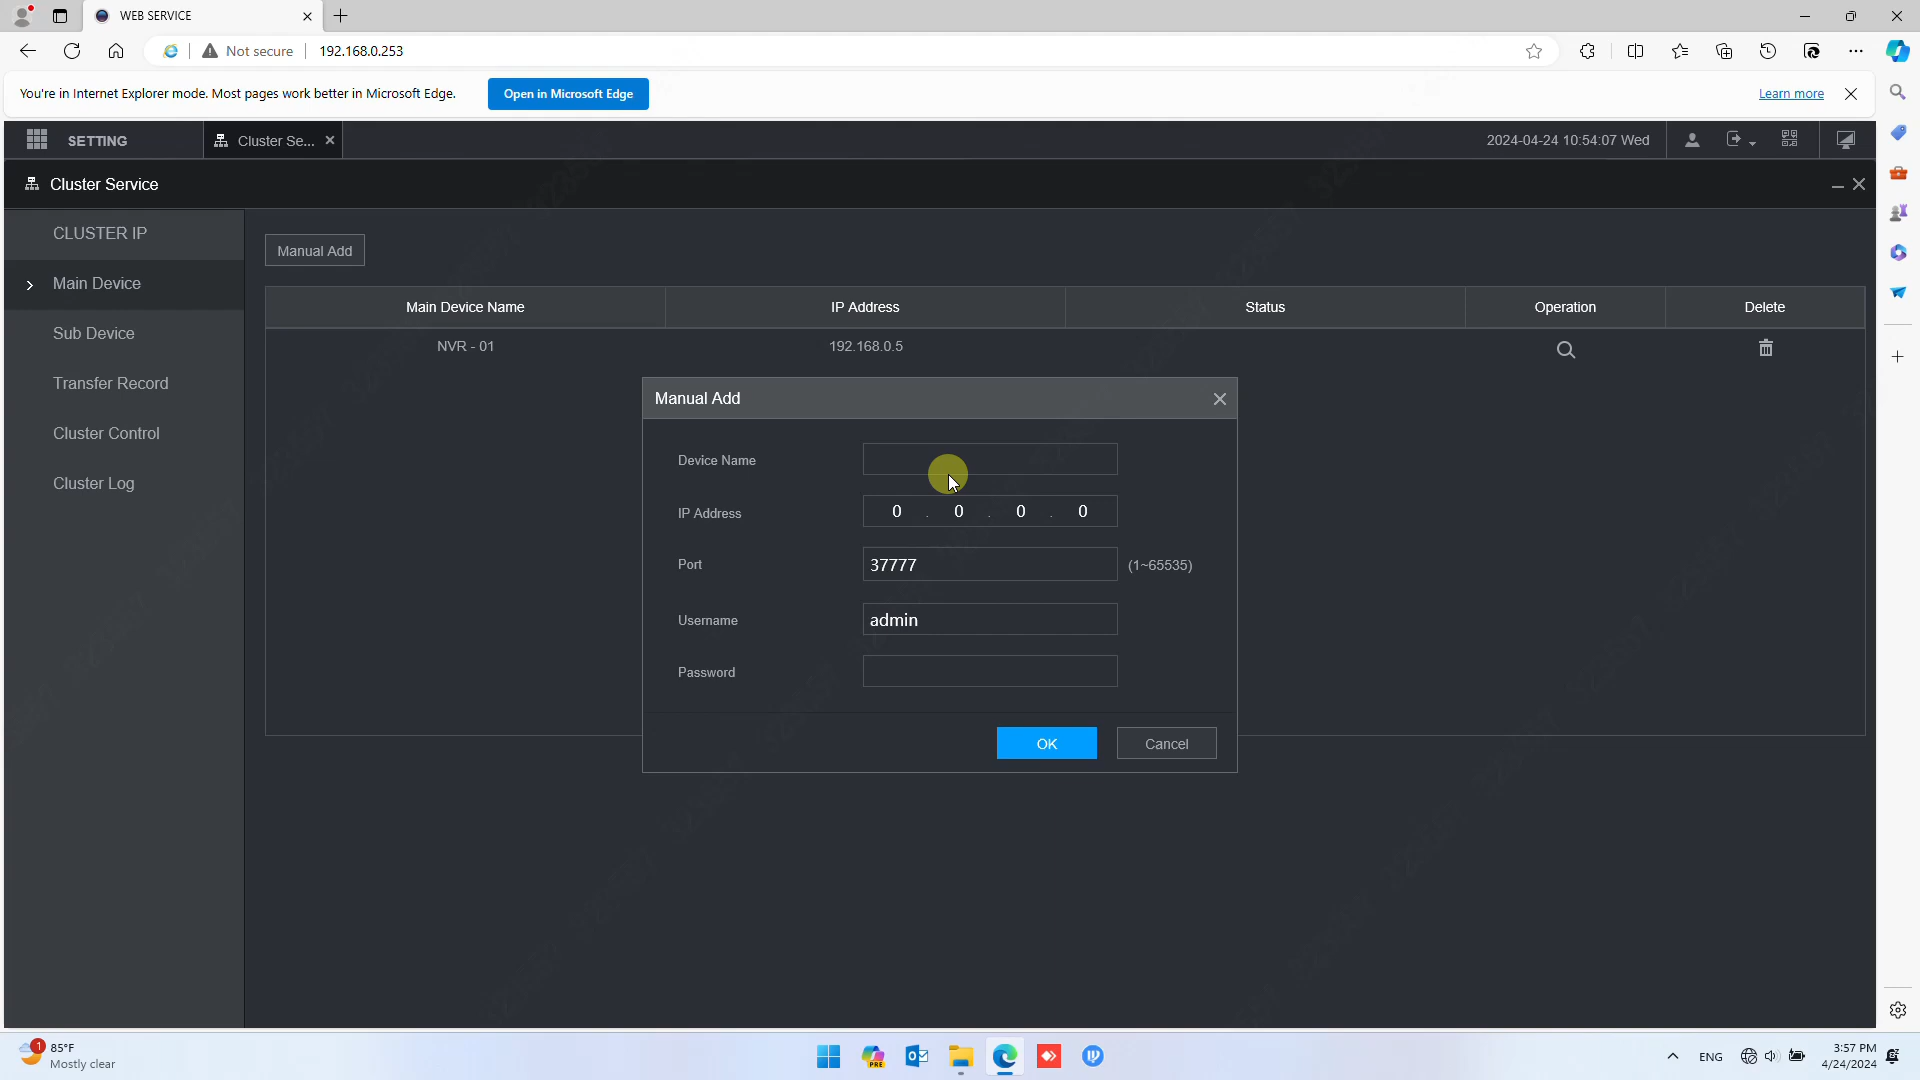 WEB SERVICE
Not secure
192.168.0.253
You're in Internet Explorer mode. Most pages work better in Microsoft Edge.
Open in Microsoft Edge
Learn more
SETTING
Cluster Se...
2024-04-24 10:54:07 Wed
Cluster Service
CLUSTER IP
Main Device
Sub Device
Transfer Record
Cluster Control
Cluster Log
Manual Add
Main Device Name
IP Address
Status
Operation
Delete
NVR - 01
192.168.0.5
Manual Add
Device Name
IP Address
0 . 0 . 0 . 0
Port
37777
(1~65535)
Username
admin
Password
OK
Cancel
1
85°F
Mostly clear
PRE
ENG
3:57 PM
4/24/2024